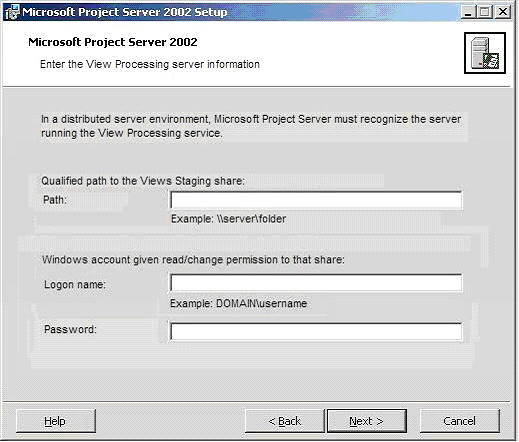 Microsoft Project Server 2002 Setup
Microsoft Project Server 2002
Enter the View Processing server information
In a distributed server environment, Microsoft Project Server must recognize the server
running the View Processing service.
Qualified path to the Views Staging share:
Path:
Example: \\server\folder
Windows account given read/change permission to that share:
Logon name:
Example: DOMAIN\username
Password:
Help
< Back
Next >
Cancel